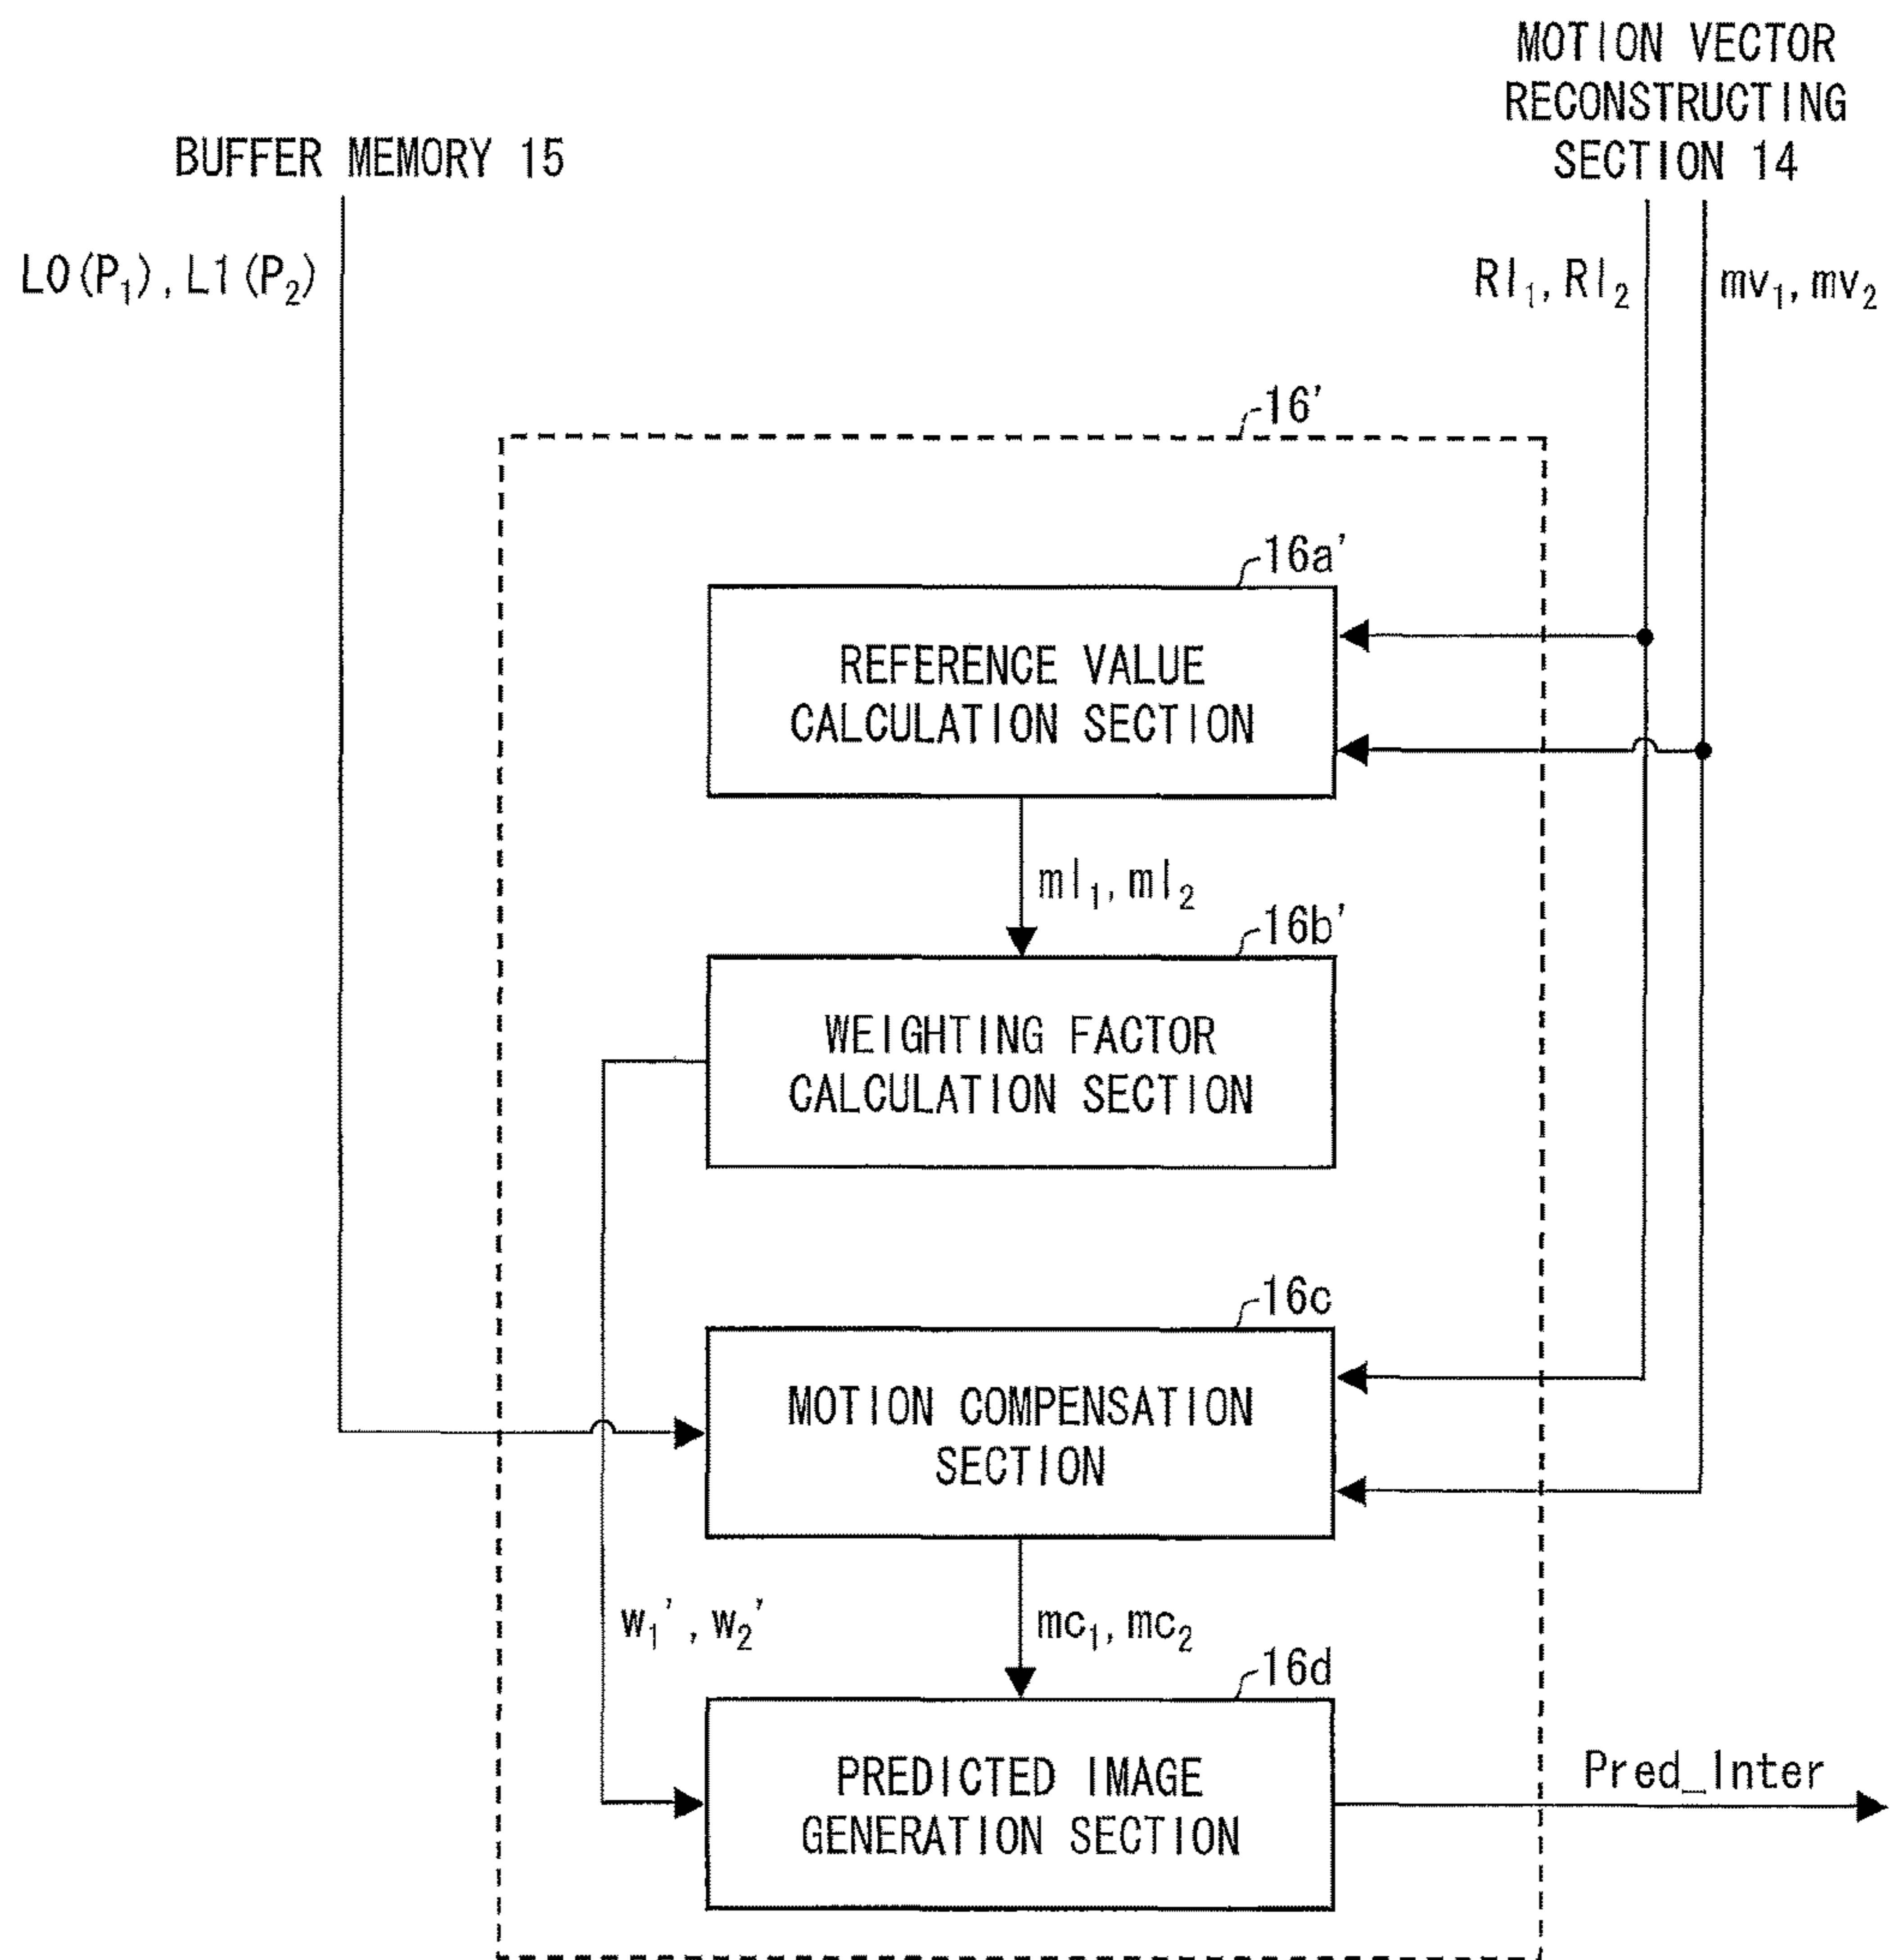 MOTION VECTOR
RECONSTRUCTING
SECTION 14
BUFFER MEMORY 15
L0(P₁), L1(P₂)
RI₁, RI₂
mv₁, mv₂
16'
16a'
REFERENCE VALUE
CALCULATION SECTION
ml₁, ml₂
16b'
WEIGHTING FACTOR
CALCULATION SECTION
16c
MOTION COMPENSATION
SECTION
w₁', w₂'
mc₁, mc₂
16d
PREDICTED IMAGE
GENERATION SECTION
Pred_Inter